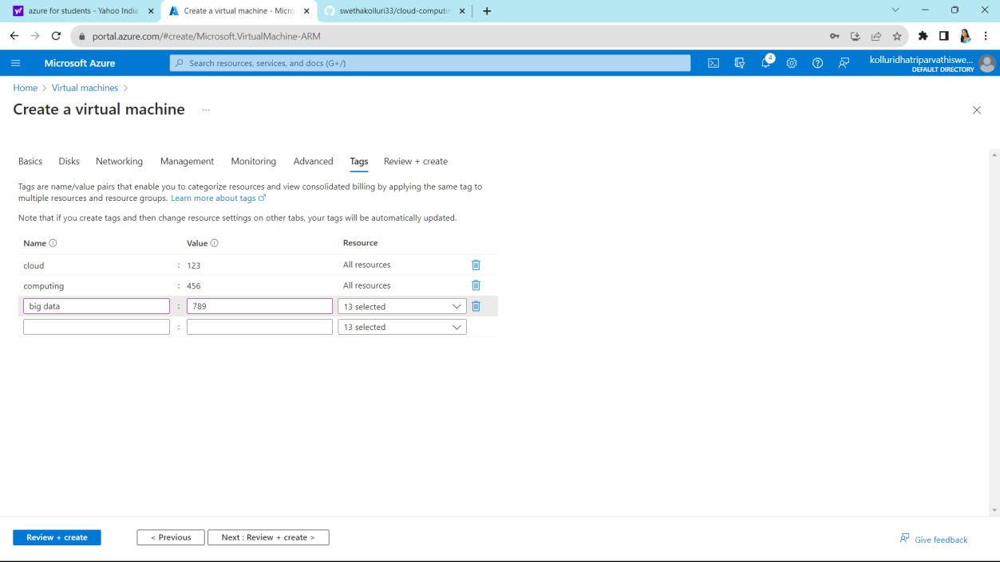 azure for students - Yahoo India
Create a virtual machine - Micro
swethakolluri33/cloud-computin
portal.azure.com/#create/Microsoft.VirtualMachine-ARM
Microsoft Azure
Search resources, services, and docs (G+/)
4
kolluridhatriparvathiswe...
DEFAULT DIRECTORY
Home > Virtual machines >
Create a virtual machine ...
Basics Disks Networking Management Monitoring Advanced Tags Review + create
Tags are name/value pairs that enable you to categorize resources and view consolidated billing by applying the same tag to
multiple resources and resource groups. Learn more about tags
Note that if you create tags and then change resource settings on other tabs, your tags will be automatically updated.
Name Value Resource
cloud : 123 All resources
computing : 456 All resources
big data : 789 13 selected
: 13 selected
Review + create < Previous Next : Review + create > Give feedback